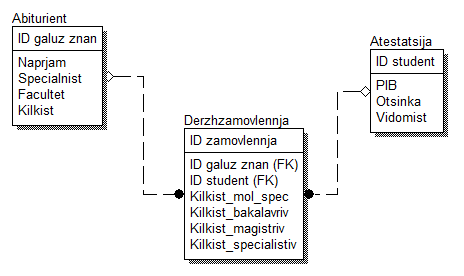 Abiturient
ID galuz znan
Naprjam
Specialnist
Facultet
Kilkist
Atestatsija
ID student
PIB
Otsinka
Vidomist
Derzhzamovlennja
ID zamovlennja
ID galuz znan (FK)
ID student (FK)
Kilkist_mol_spec
Kilkist_bakalavriv
Kilkist_magistriv
Kilkist_specialistiv